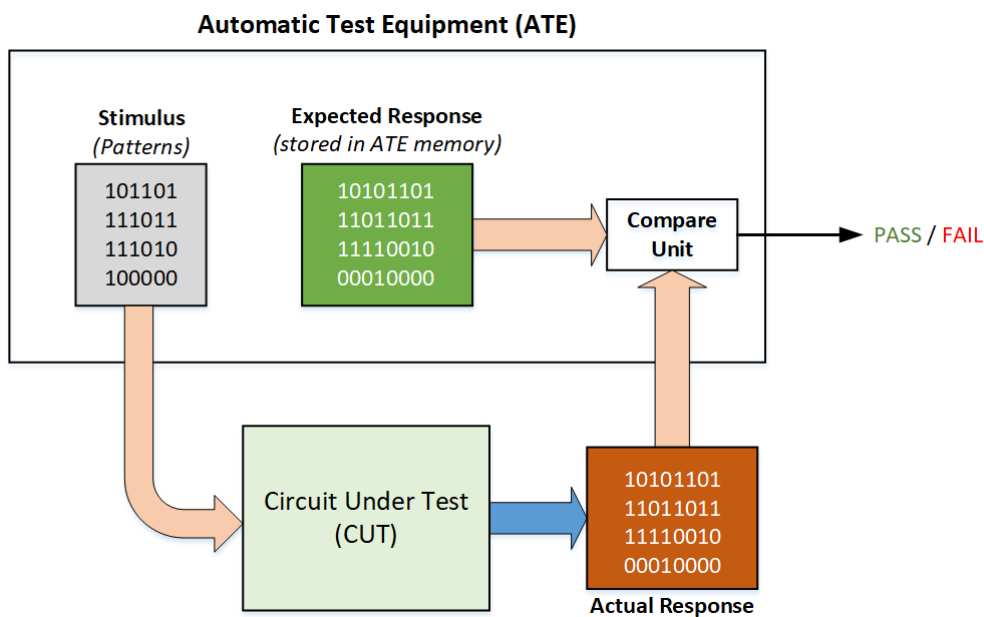 Automatic Test Equipment (ATE)
Stimulus
(Patterns)
101101
111011
111010
100000
Expected Response
(stored in ATE memory)
10101101
11011011
11110010
00010000
Compare
Unit
PASS / FAIL
Circuit Under Test
(CUT)
10101101
11011011
11110010
00010000
Actual Response